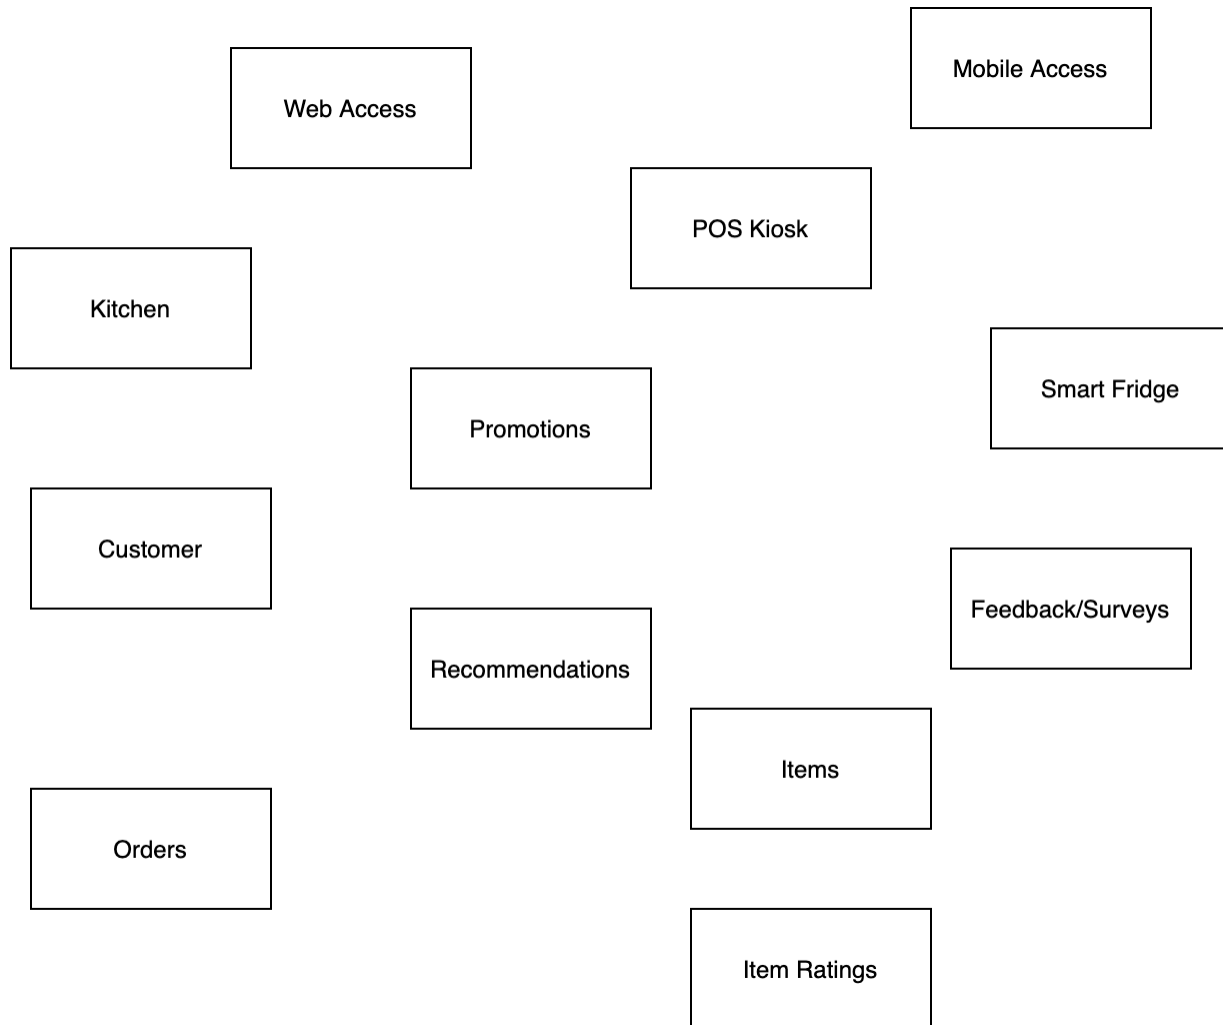 Mobile Access
Web Access
POS Kiosk
Kitchen
Smart Fridge
Promotions
Customer
Feedback/Surveys
Recommendations
Items
Orders
Item Ratings